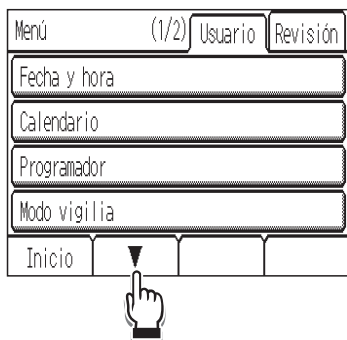 Menú (1/2) Usuario Revisión
Fecha y hora
Calendario
Programador
Modo vigilia
Inicio ▼